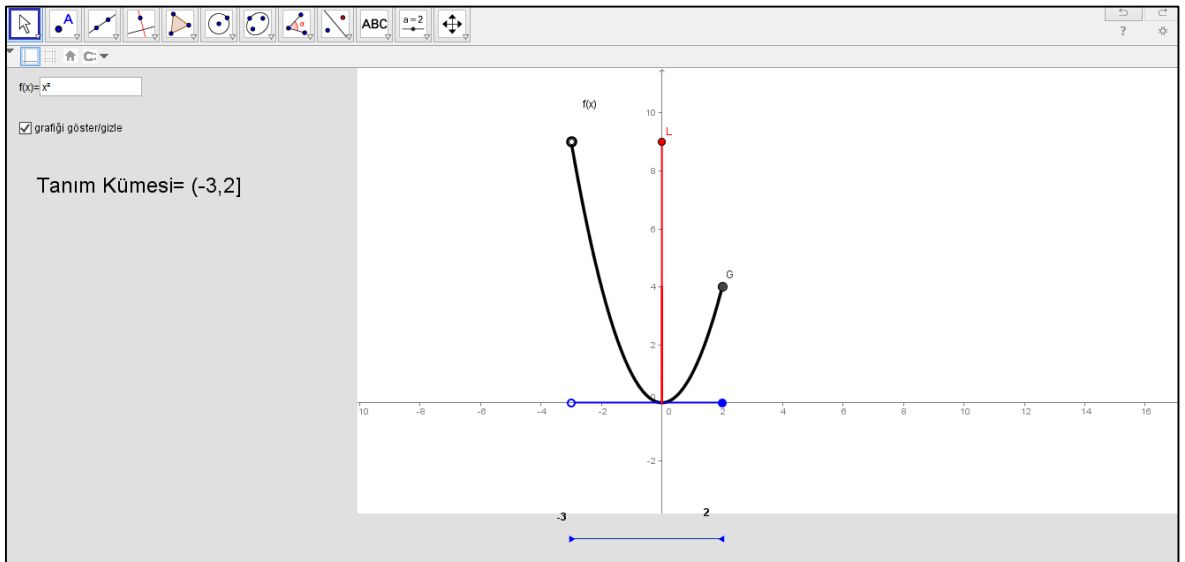 ABC
a = 2
?
f(x)= x²
grafiği göster/gizle
Tanım Kümesi= (-3,2]
f(x)
L
G
10
8
6
4
2
0
-2
10 -8 -6 -4 -2 0 2 4 6 8 10 12 14 16
-3 2